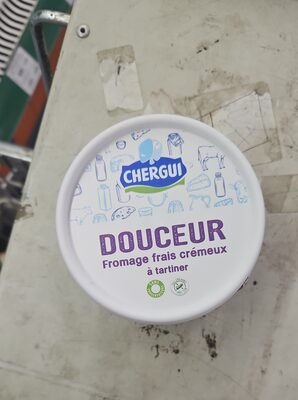 CHERGUI
DOUCEUR
Fromage frais crémeux
à tartiner